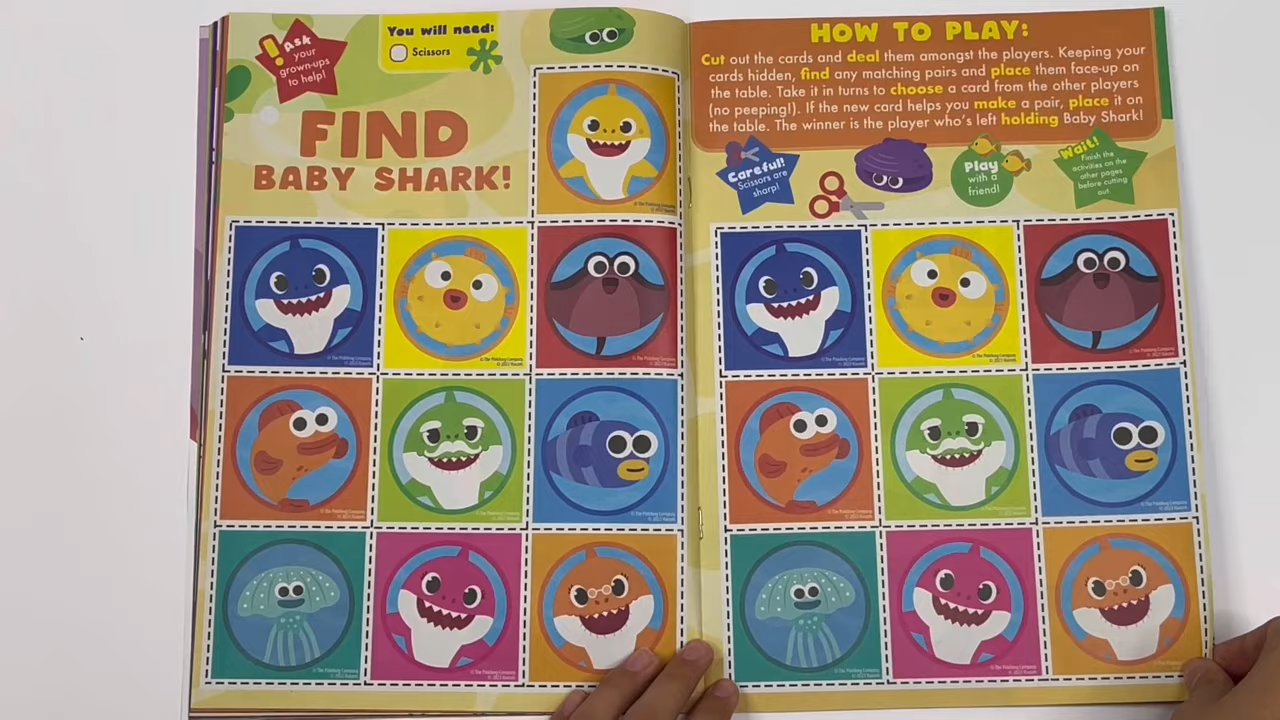 Ask
your
grown-ups
to help!
You will need:
Scissors
FIND
BABY SHARK!
HOW TO PLAY:
Cut out the cards and deal them amongst the players. Keeping your
cards hidden, find any matching pairs and place them face-up on
the table. Take it in turns to choose a card from the other players
(no peeping!). If the new card helps you make a pair, place it on
the table. The winner is the player who's left holding Baby Shark!
Careful!
Scissors are
sharp!
Play
with a
friend!
Wait!
Finish the
activities on the
other pages
before cutting
out.